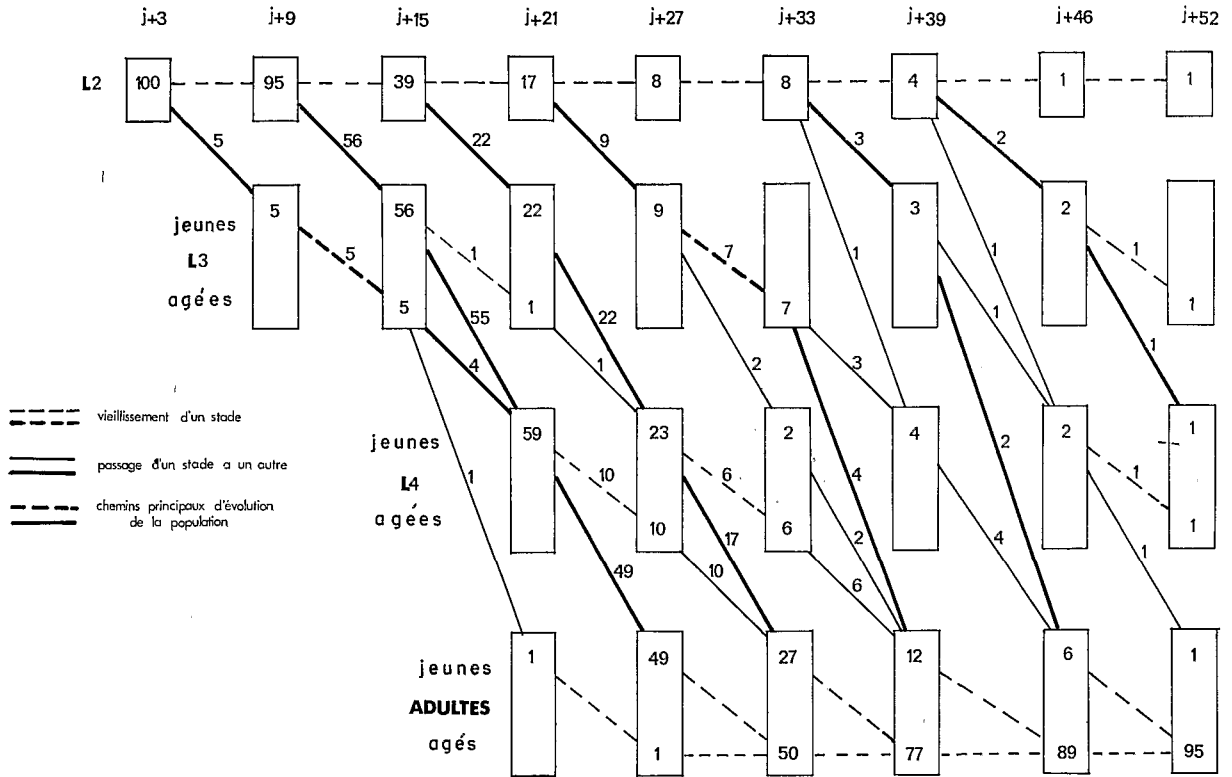 j+3 j+9 j+15 j+21 j+27 j+33 j+39 j+46 j+52
L2 100 95 39 17 8 8 4 1 1
5 56 22 9 3 2
jeunes 5 56 22 9 3 2
L3
agées 5 1 7 1
5 1 7 1 1 1 1
55 22 1
4 1 2 3
jeunes 59 23 2 4 2 1
L4
agées 10 6 1
1 10 6 4 2 1
17 2 4 1
49 10 6
jeunes 1 49 27 12 6 1
ADULTES
agés 1 50 77 89 95
vieillissement d'un stade
passage d'un stade a un autre
chemins principaux d'évolution
de la population